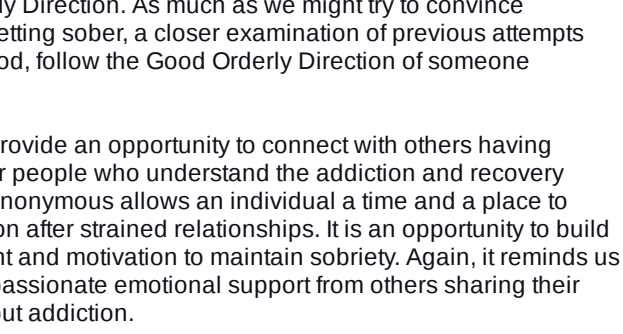 ly Direction. As much as we might try to convince
etting sober, a closer examination of previous attempts
od, follow the Good Orderly Direction of someone
rovide an opportunity to connect with others having
r people who understand the addiction and recovery
nonymous allows an individual a time and a place to
on after strained relationships. It is an opportunity to build
nt and motivation to maintain sobriety. Again, it reminds us
passionate emotional support from others sharing their
out addiction.